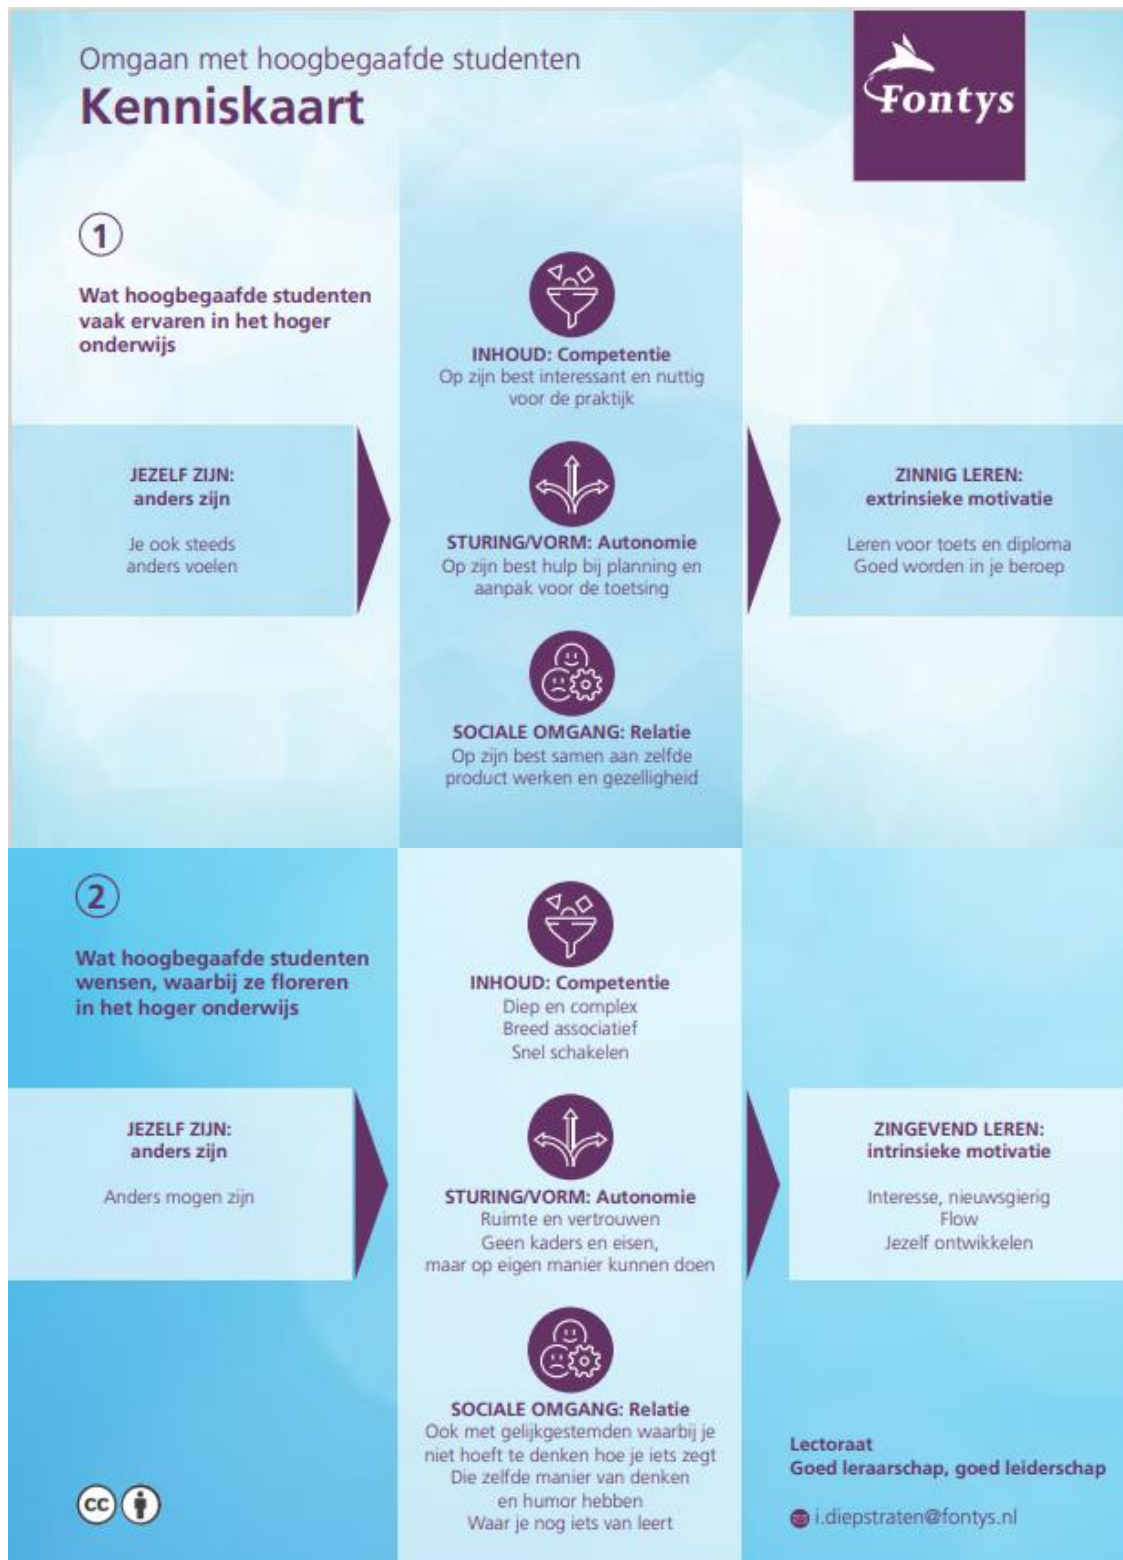 Omgaan met hoogbegaafde studenten
Kenniskaart
Fontys
1
Wat hoogbegaafde studenten
vaak ervaren in het hoger
onderwijs
JEZELF ZIJN:
anders zijn
Je ook steeds
anders voelen
INHOUD: Competentie
Op zijn best interessant en nuttig
voor de praktijk
STURING/VORM: Autonomie
Op zijn best hulp bij planning en
aanpak voor de toetsing
SOCIALE OMGANG: Relatie
Op zijn best samen aan zelfde
product werken en gezelligheid
ZINNIG LEREN:
extrinsieke motivatie
Leren voor toets en diploma
Goed worden in je beroep
2
Wat hoogbegaafde studenten
wensen, waarbij ze floreren
in het hoger onderwijs
JEZELF ZIJN:
anders zijn
Anders mogen zijn
INHOUD: Competentie
Diep en complex
Breed associatief
Snel schakelen
STURING/VORM: Autonomie
Ruimte en vertrouwen
Geen kaders en eisen,
maar op eigen manier kunnen doen
SOCIALE OMGANG: Relatie
Ook met gelijkgestemden waarbij je
niet hoeft te denken hoe je iets zegt
Die zelfde manier van denken
en humor hebben
Waar je nog iets van leert
ZINGEVEND LEREN:
intrinsieke motivatie
Interesse, nieuwsgierig
Flow
Jezelf ontwikkelen
Lectoraat
Goed leraarschap, goed leiderschap
i.diepstraten@fontys.nl
cc